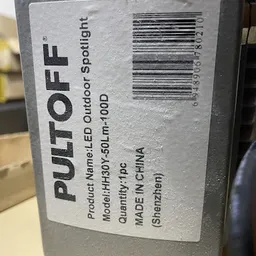 PULTOFF
Product Name:LED Outdoor Spotlight
Model:HH30Y-50Lm-100D
Quantity:1pc
MADE IN CHINA
(Shenzhen)